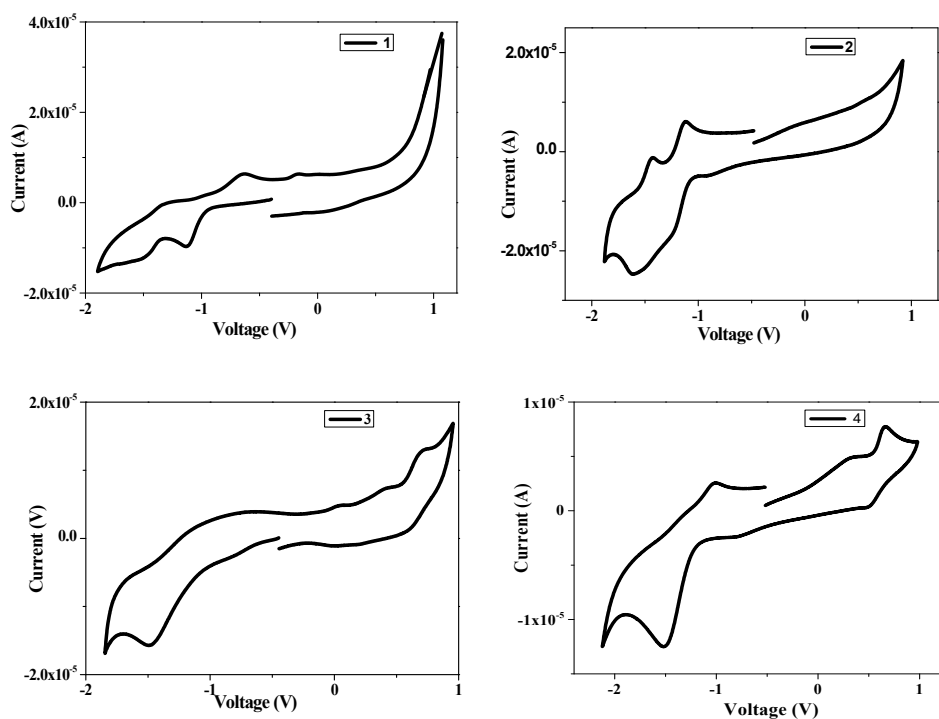 4.0x10⁻⁵
2.0x10⁻⁵
0.0
-2.0x10⁻⁵
-2
-1
0
1
Current (A)
Voltage (V)
1
2.0x10⁻⁵
0.0
-2.0x10⁻⁵
-2
-1
0
1
Current (A)
Voltage (V)
2
2.0x10⁻⁵
0.0
-2.0x10⁻⁵
-2
-1
0
1
Current (V)
Voltage (V)
3
1x10⁻⁵
0
-1x10⁻⁵
-2
-1
0
1
Current (A)
Voltage (V)
4